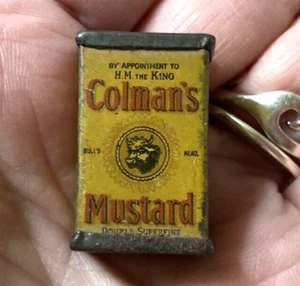 BY APPOINTMENT TO
H.M. THE KING
Colman's
BULL'S HEAD
Mustard
DOUBLE SUPERFINE